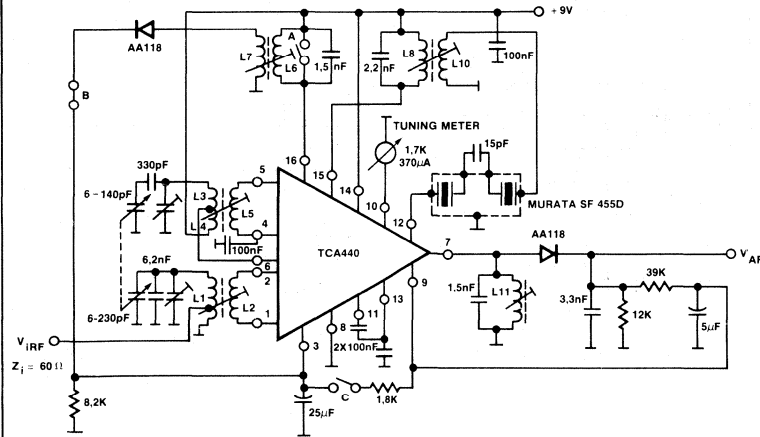 + 9V
AA118
L7
A
L6
1,5 nF
2,2 nF
L8
L10
100nF
B
TUNING METER
1,7K
370µA
15pF
330pF
5
16
15
14
10
12
MURATA SF 455D
6-140pF
L3
L4
L5
4
100nF
TCA440
7
AA118
V AF
6
6,2nF
2
9
L1
L2
13
11
1.5nF
L11
3,3nF
39K
12K
5µF
6-230pF
1
8
2X100nF
V iRF
Zi = 60 Ω
3
8,2K
25µF
C
1,8K